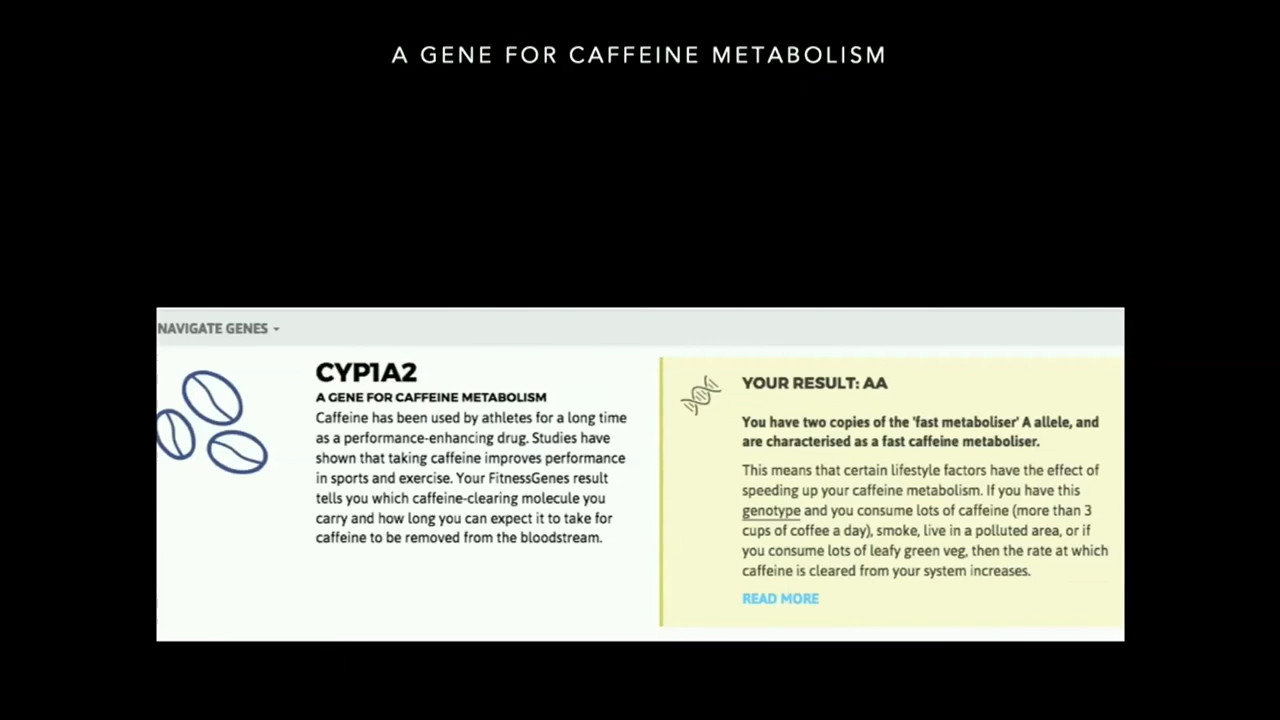 A GENE FOR CAFFEINE METABOLISM
NAVIGATE GENES
CYP1A2
A GENE FOR CAFFEINE METABOLISM
Caffeine has been used by athletes for a long time
as a performance-enhancing drug. Studies have
shown that taking caffeine improves performance
in sports and exercise. Your FitnessGenes result
tells you which caffeine-clearing molecule you
carry and how long you can expect it to take for
caffeine to be removed from the bloodstream.
YOUR RESULT: AA
You have two copies of the 'fast metaboliser' A allele, and
are characterised as a fast caffeine metaboliser.
This means that certain lifestyle factors have the effect of
speeding up your caffeine metabolism. If you have this
genotype and you consume lots of caffeine (more than 3
cups of coffee a day), smoke, live in a polluted area, or if
you consume lots of leafy green veg, then the rate at which
caffeine is cleared from your system increases.
READ MORE